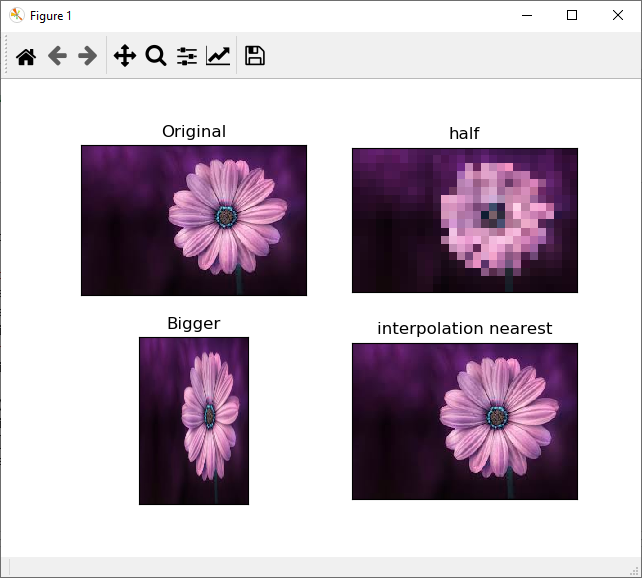 Figure 1
Original
half
Bigger
interpolation nearest